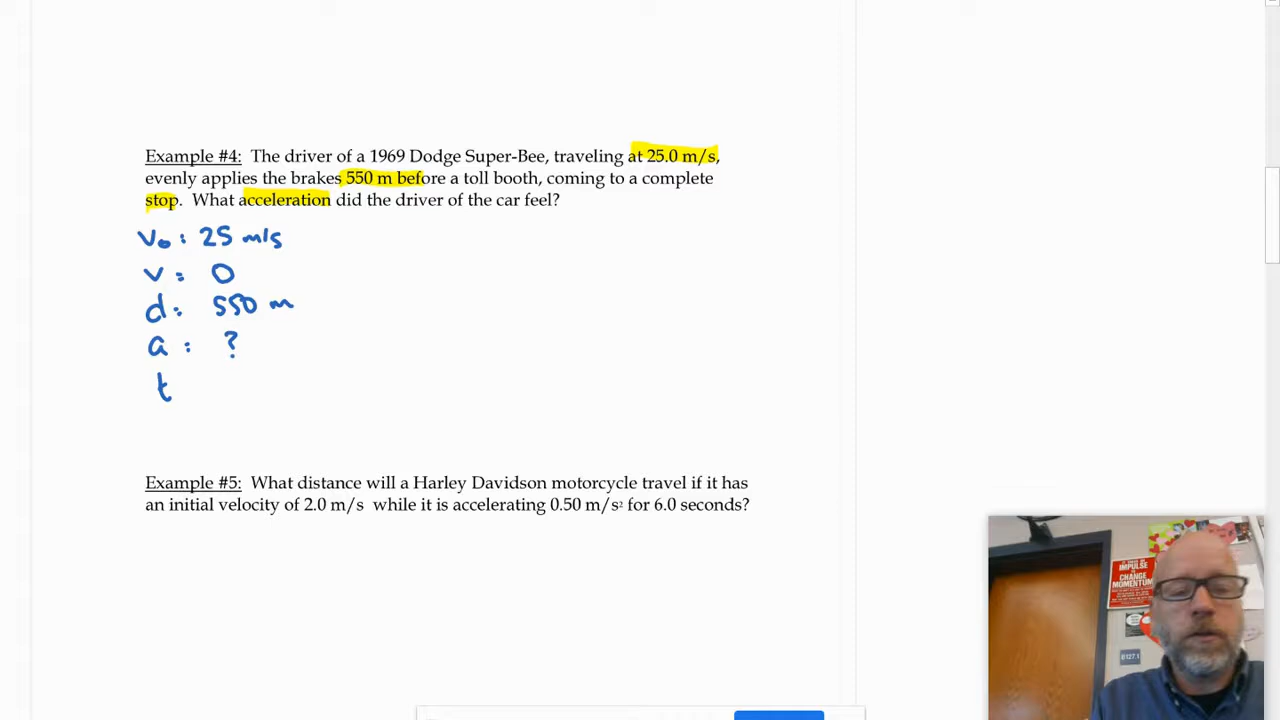 Example #4: The driver of a 1969 Dodge Super-Bee, traveling at 25.0 m/s,
evenly applies the brakes 550 m before a toll booth, coming to a complete
stop. What acceleration did the driver of the car feel?
v₀ : 25 m/s
v : 0
d : 550 m
a : ?
t
Example #5: What distance will a Harley Davidson motorcycle travel if it has
an initial velocity of 2.0 m/s while it is accelerating 0.50 m/s² for 6.0 seconds?
IMPULSE
CHANGE
MOMENTUM
E127.1